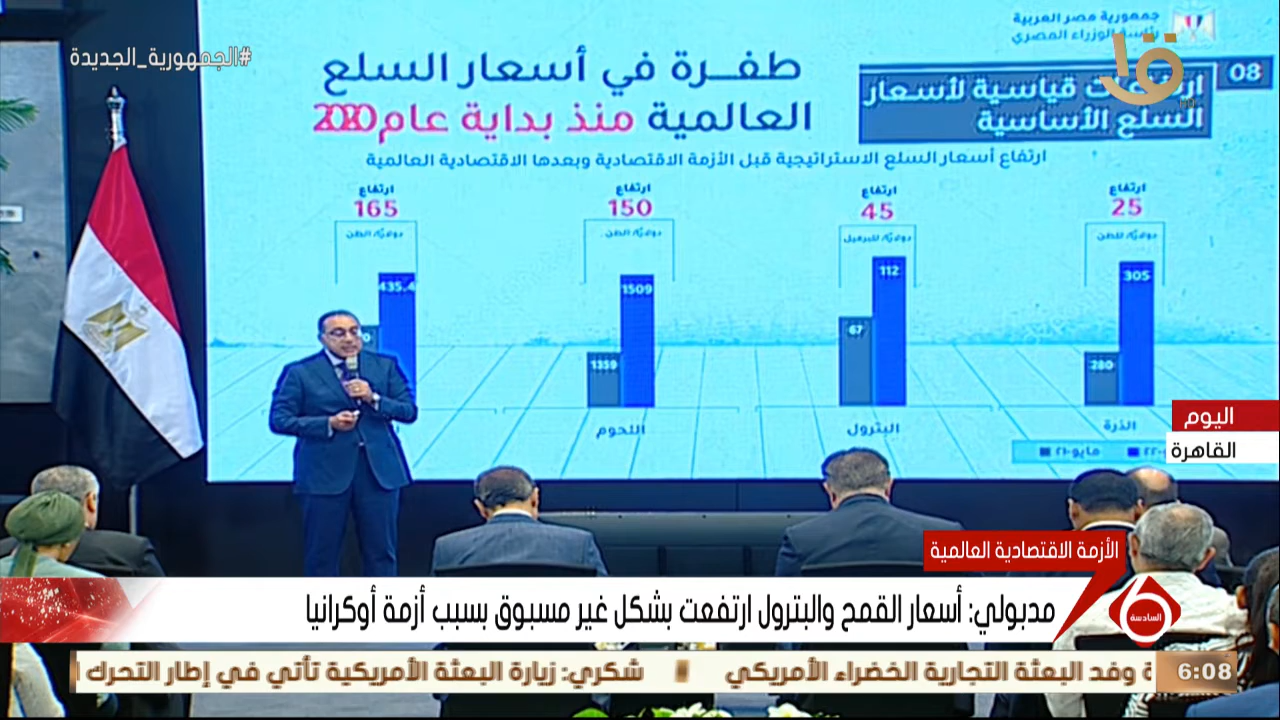 #الجمهورية_الجديدة
جمهورية مصر العربية
رئاسة الوزراء المصري
08
قياسية لأسعار
السلع الأساسية
طفـــرة في أسعار السلع
العالمية منذ بداية عام 2020
ارتفاع أسعار السلع الاستراتيجية قبل الأزمة الاقتصادية وبعدها الاقتصادية العالمية
ارتفاع
25
305
280
الذرة
ارتفاع
45
112
67
البترول
ارتفاع
150
1509
1359
اللحوم
ارتفاع
165
435.4
مايو-٢١
اليوم
القاهرة
الأزمة الاقتصادية العالمية
السادسة
مدبولي: أسعار القمح والبترول ارتفعت بشكل غير مسبوق بسبب أزمة أوكرانيا
وفد البعثة التجارية الخضراء الأمريكي
شكري: زيارة البعثة الأمريكية تأتي في إطار التحرك
6:08